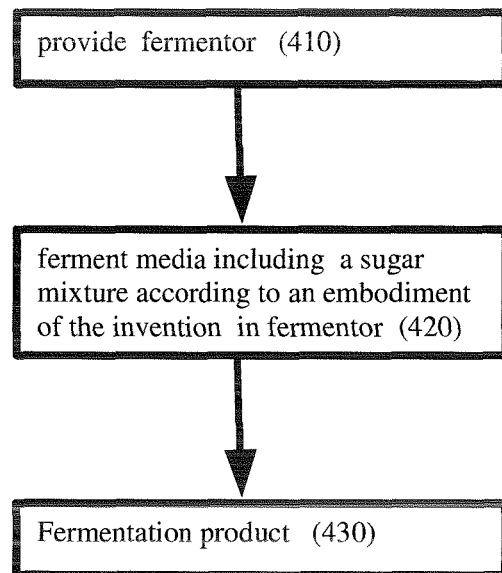 provide fermentor (410)
ferment media including a sugar
mixture according to an embodiment
of the invention in fermentor (420)
Fermentation product (430)